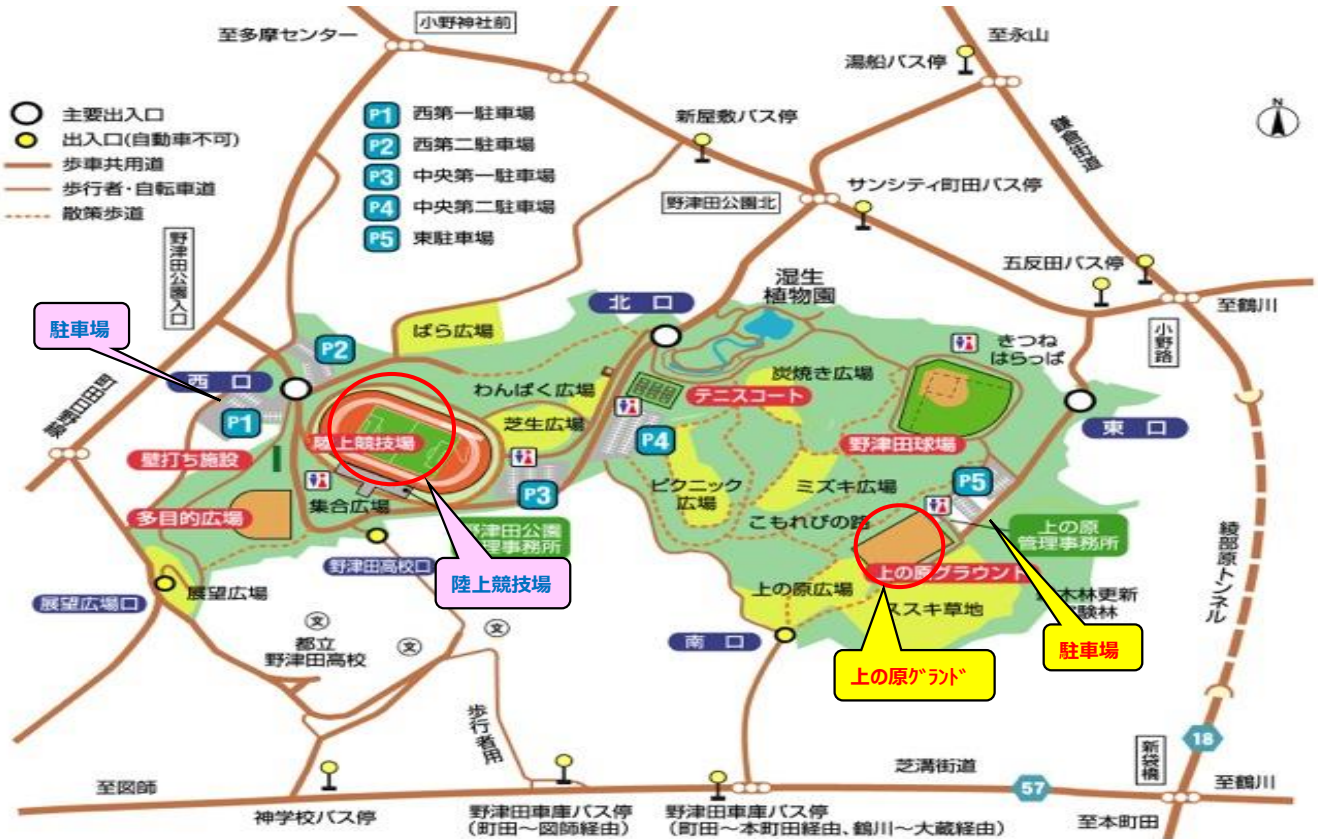 小野神社前
至多摩センター
至永山
湯船バス停
主要出入口
出入口(自動車不可)
歩車共用道
歩行者・自転車道
散策歩道
P1 西第一駐車場
P2 西第二駐車場
P3 中央第一駐車場
P4 中央第二駐車場
P5 東駐車場
新屋敷バス停
鎌倉街道
N
サンシティ町田バス停
野津田公園北
野津田公園入口
五反田バス停
至鶴川
小野路
湿生
植物園
北口
ばら広場
駐車場
P2
西口
P1
町田日野線
わんぱく広場
芝生広場
陸上競技場
壁打ち施設
多目的広場
集合広場
P3
P4
テニスコート
炭焼き広場
きつね
はらっぱ
野津田球場
東口
ピクニック
広場
ミズキ広場
こもれびの路
P5
上の原
管理事務所
上の原グラウンド
野津田公園
理事務所
野津田高校口
陸上競技場
展望広場口
展望広場
文
文
文
都立
野津田高校
上の原広場
ススキ草地
木林更新
験林
南口
上の原グランド
駐車場
綾部原トンネル
歩行者用
18
新袋橋
芝溝街道
57
至鶴川
至図師
神学校バス停
野津田車庫バス停
(町田〜図師経由)
野津田車庫バス停
(町田〜本町田経由、鶴川〜大蔵経由)
至本町田